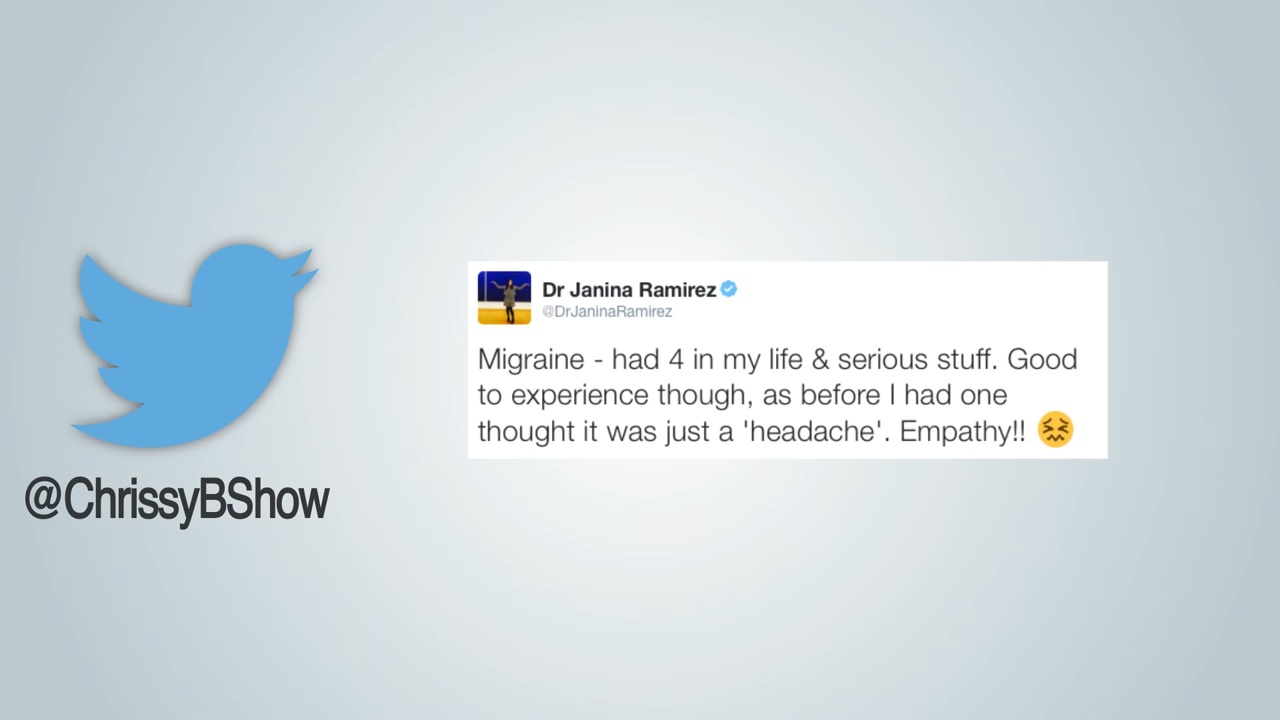 @ChrissyBShow
Dr Janina Ramirez
@DrJaninaRamirez
Migraine - had 4 in my life & serious stuff. Good
to experience though, as before I had one
thought it was just a 'headache'. Empathy!! 😖